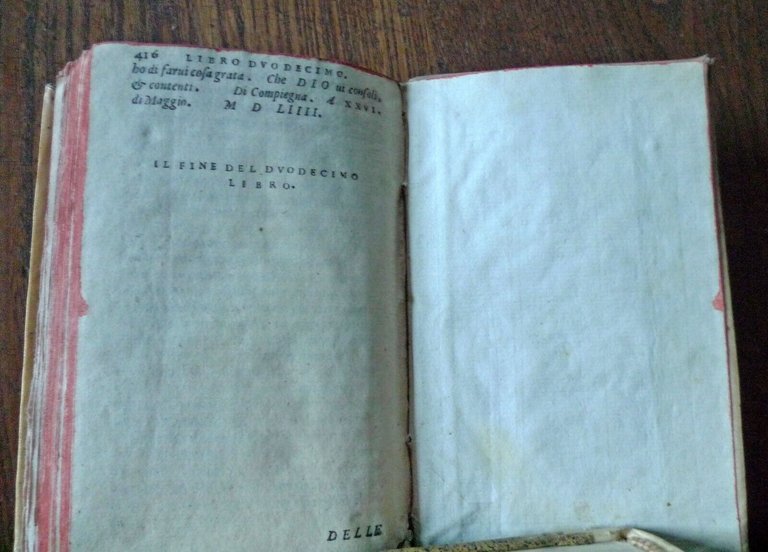 416 LIBRO DVODECIMO.
ho di farui cosa grata. Che DIO ui consoli,
& contenti. Di Compiegna. A XXVI.
di Maggio. M D LIIII.
IL FINE DEL DVODECIMO
LIBRO.
DELLE